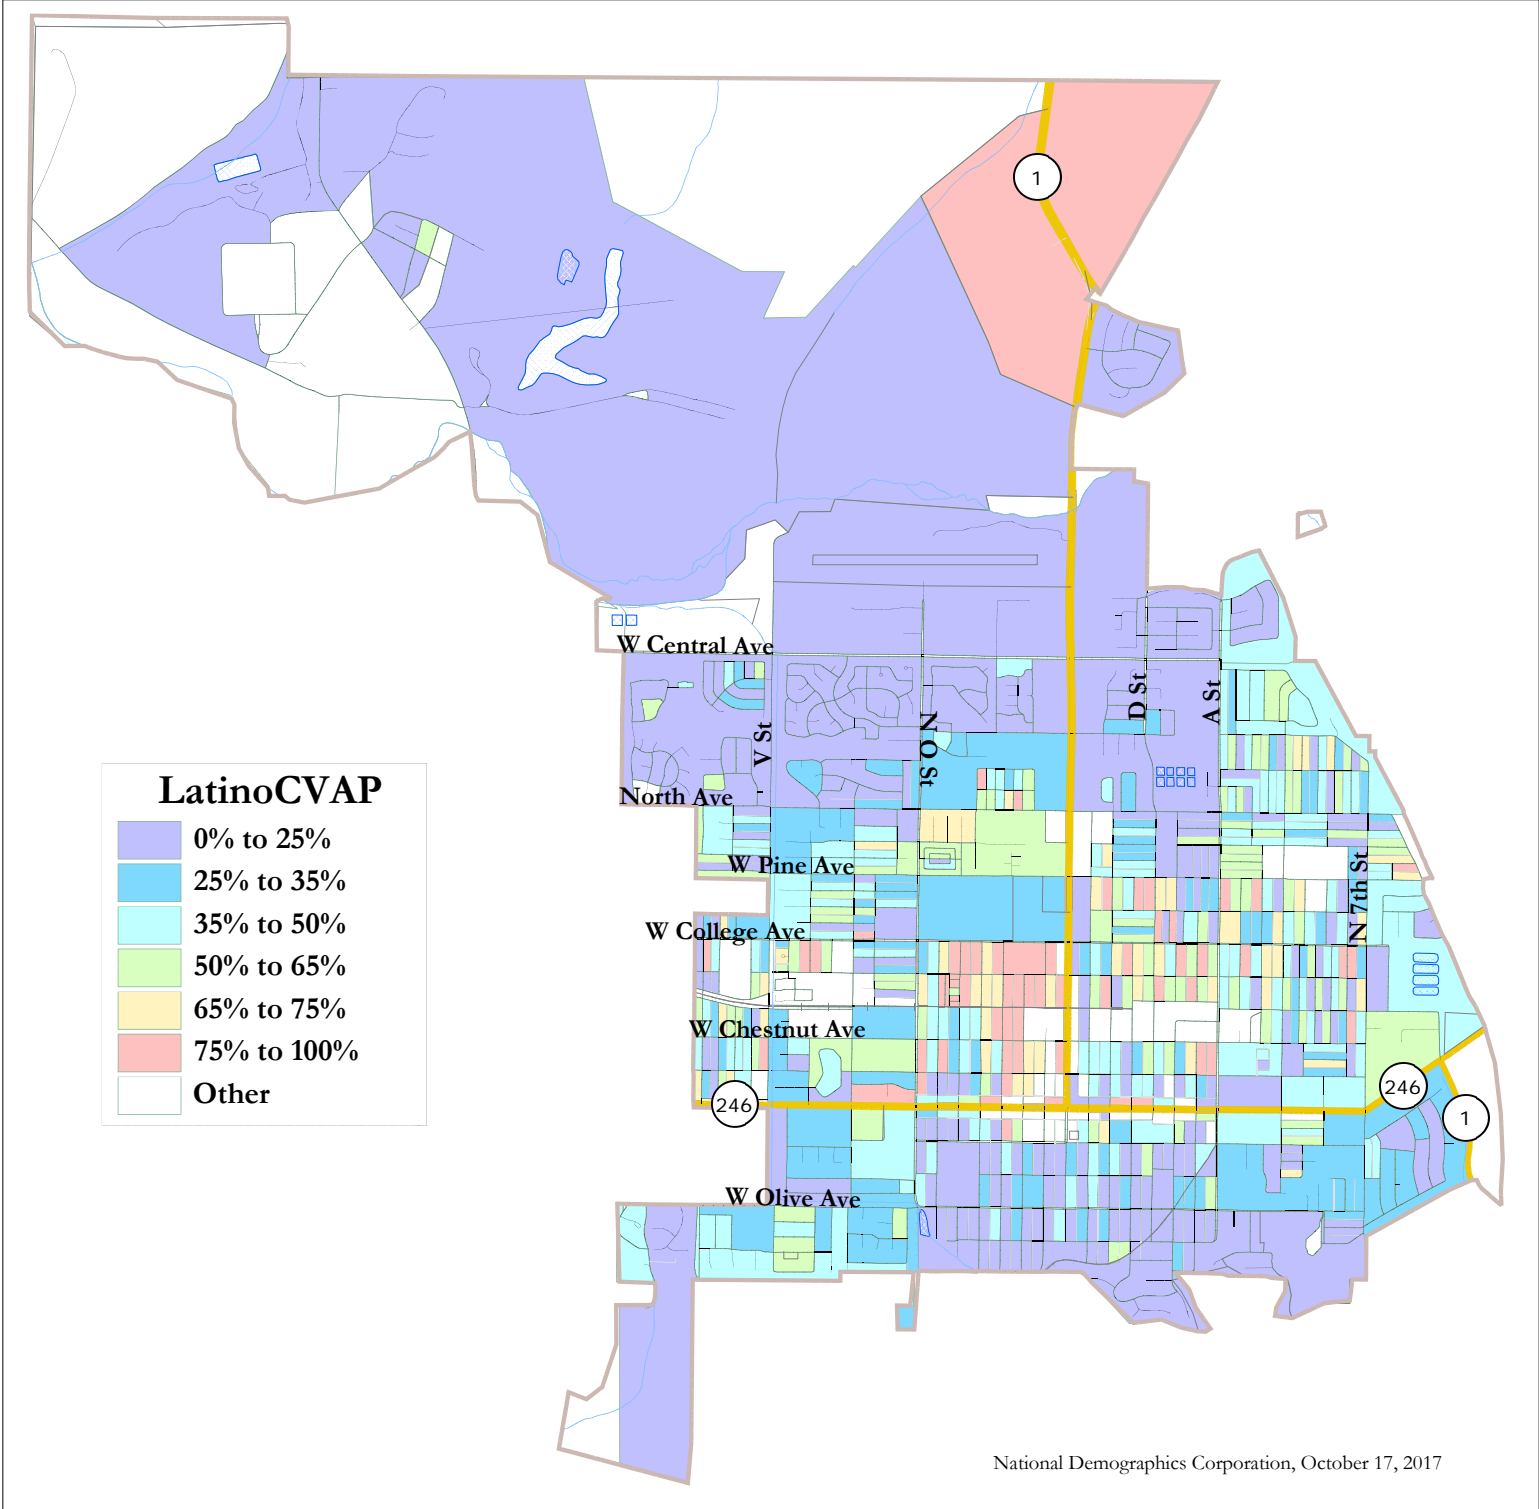 1
W Central Ave
D St
A St
V St
N O St
North Ave
W Pine Ave
N 7th St
W College Ave
W Chestnut Ave
246
246
1
W Olive Ave
LatinoCVAP
0% to 25%
25% to 35%
35% to 50%
50% to 65%
65% to 75%
75% to 100%
Other
National Demographics Corporation, October 17, 2017